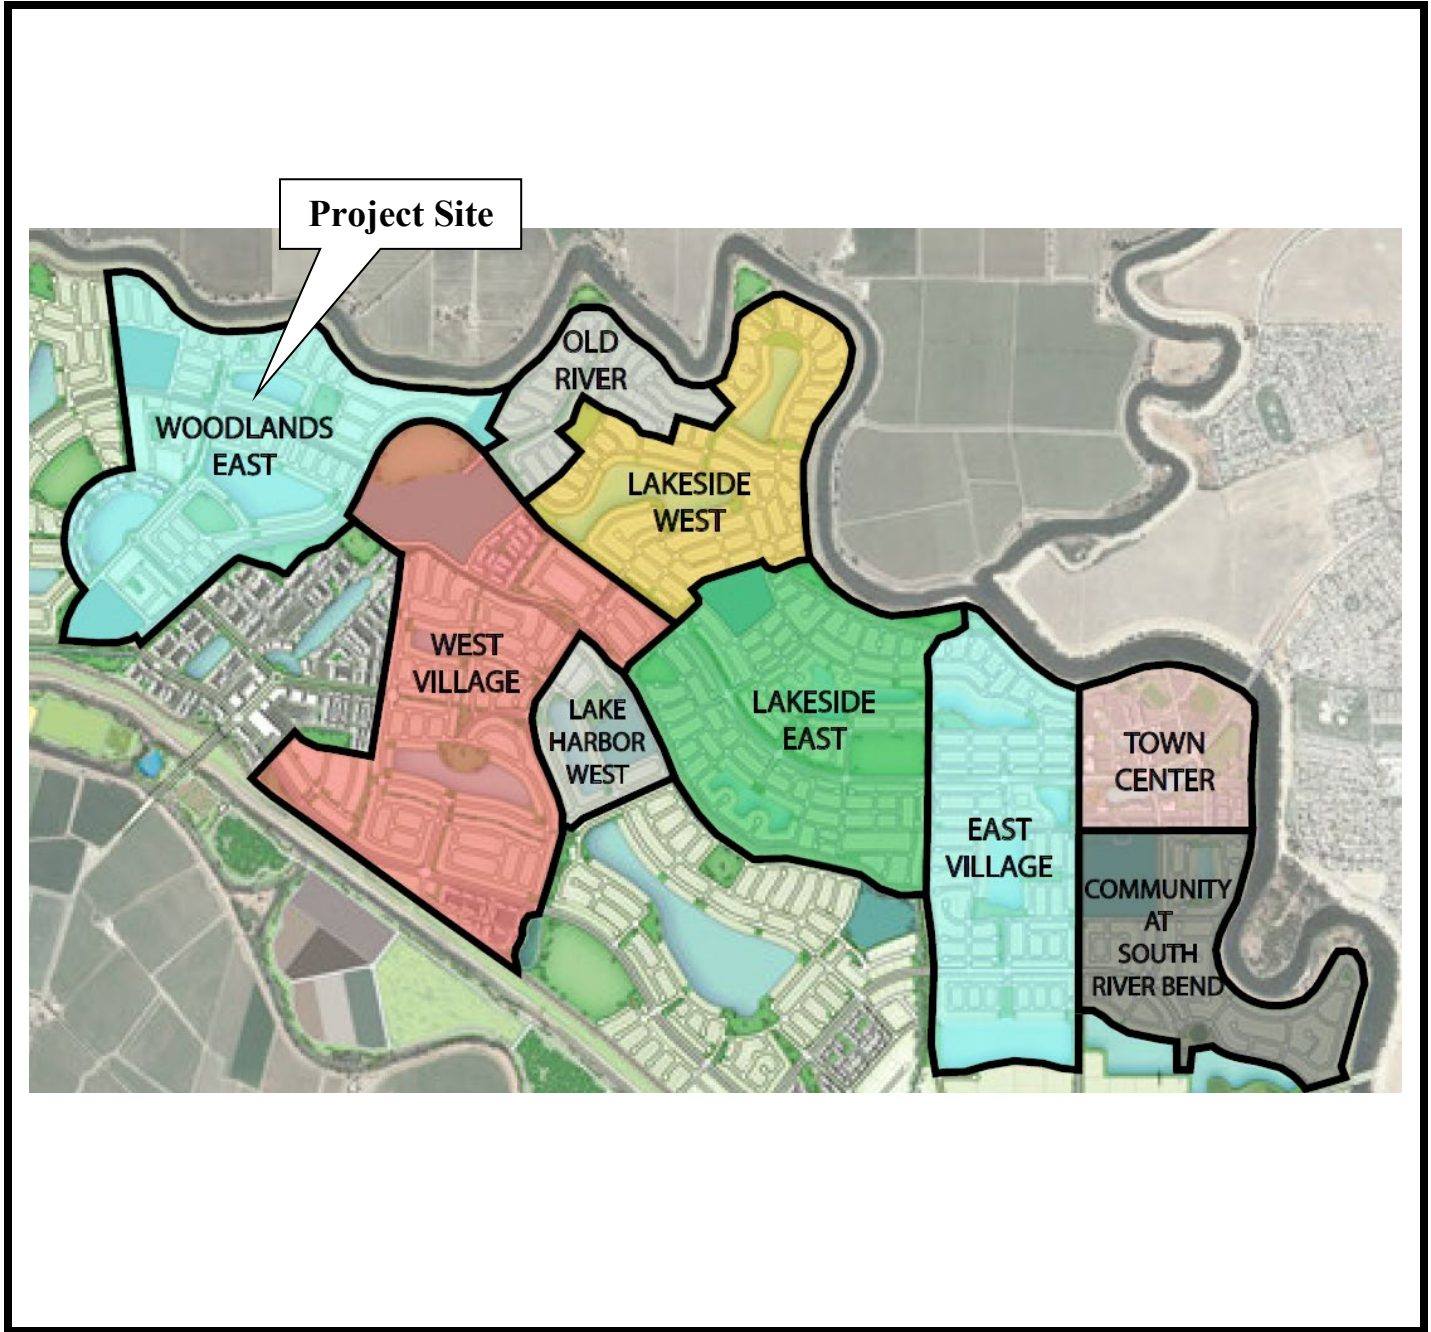 Project Site
OLD
RIVER
WOODLANDS
EAST
LAKESIDE
WEST
WEST
VILLAGE
LAKE
HARBOR
WEST
LAKESIDE
EAST
TOWN
CENTER
EAST
VILLAGE
COMMUNITY
AT
SOUTH
RIVER BEND